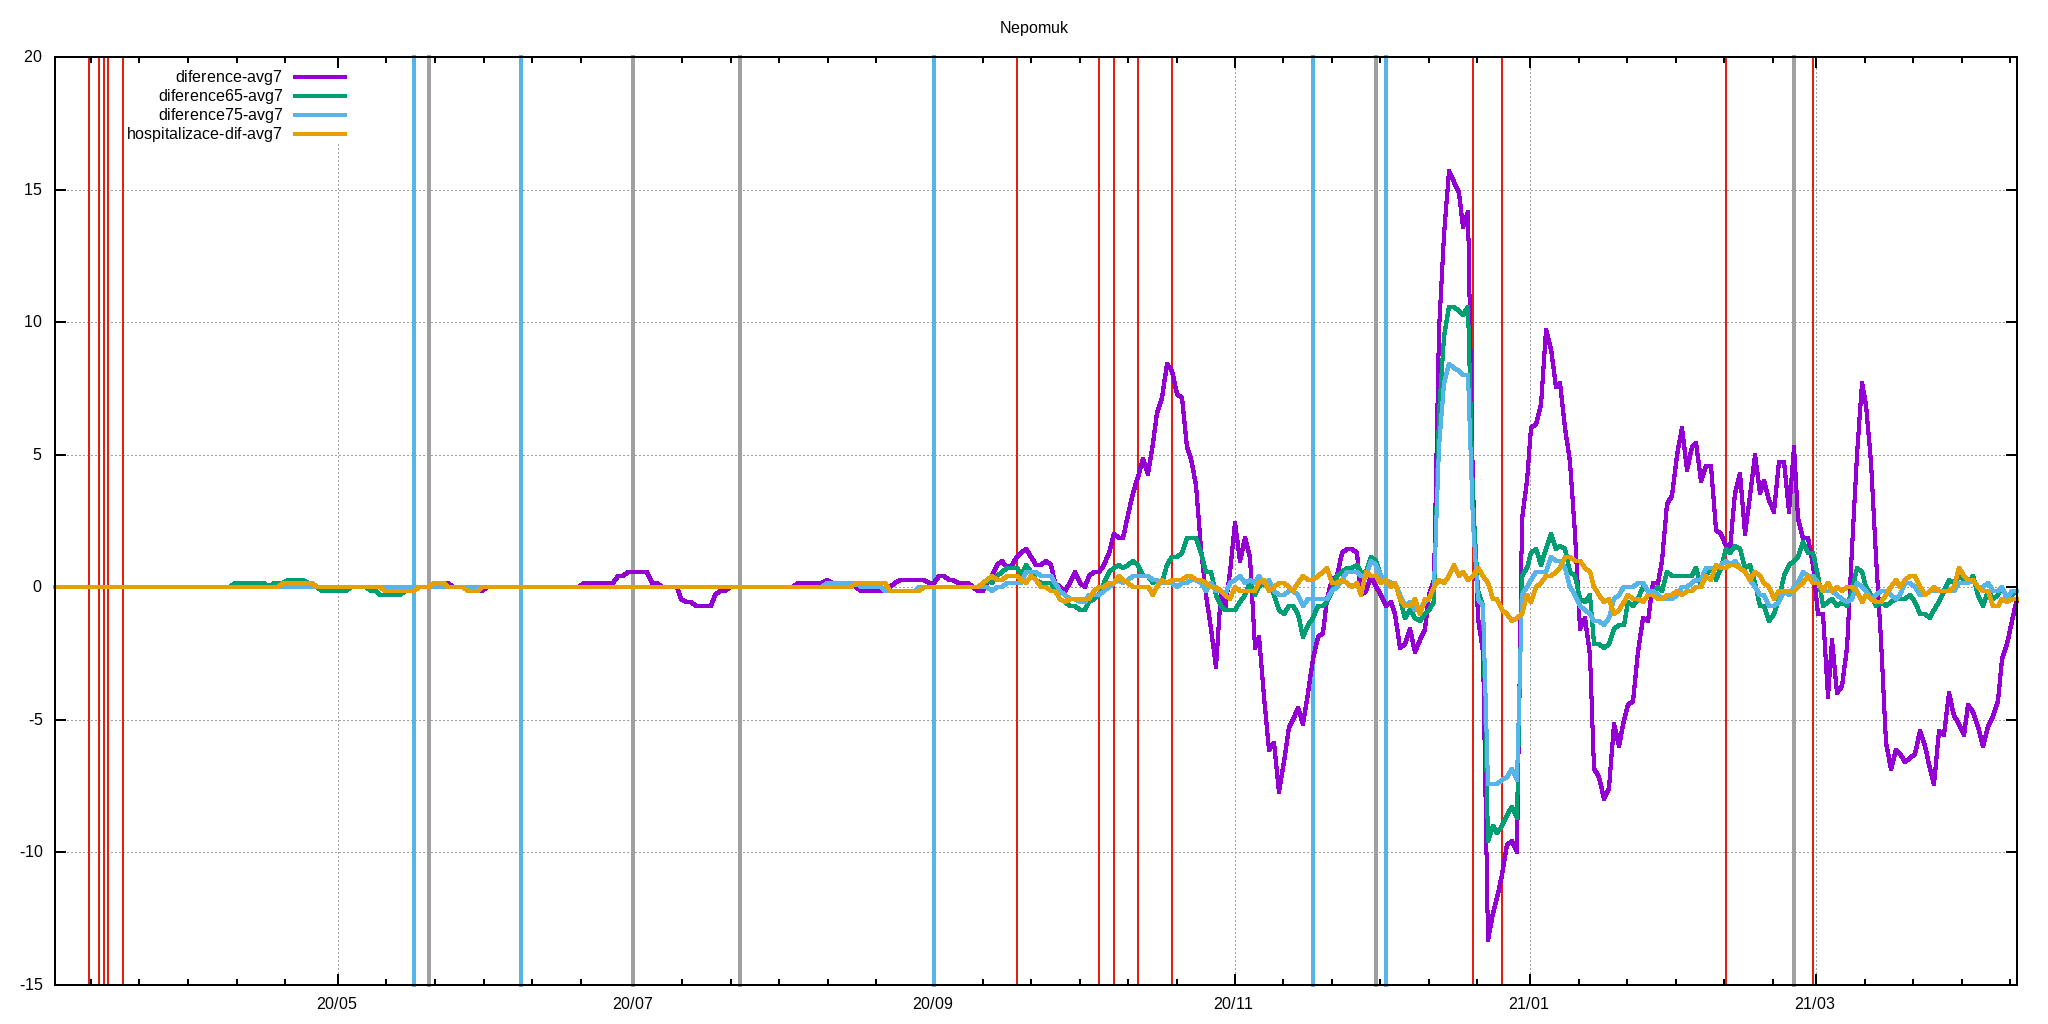 Nepomuk
20
15
10
5
0
-5
-10
-15
diference-avg7
diference65-avg7
diference75-avg7
hospitalizace-dif-avg7
20/05
20/07
20/09
20/11
21/01
21/03